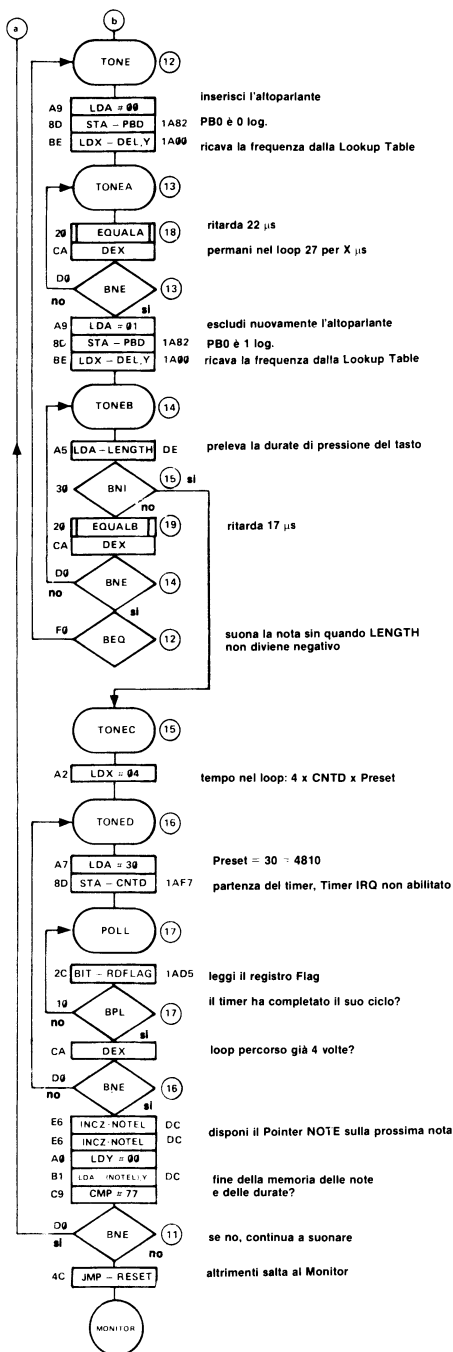 a b
TONE 12
inserisci l'altoparlante
A9 LDA = 00
8D STA - PBD 1A82 PB0 è 0 log.
BE LDX - DEL,Y 1A00 ricava la frequenza dalla Lookup Table
TONEA 13
20 EQUALA 18 ritarda 22 μs
CA DEX permani nel loop 27 per X μs
D0 BNE 13
no
si
A9 LDA = 01 escludi nuovamente l'altoparlante
8D STA - PBD 1A82 PB0 è 1 log.
BE LDX - DEL,Y 1A00 ricava la frequenza dalla Lookup Table
TONEB 14
A5 LDA - LENGTH DE preleva la durate di pressione del tasto
30 BNI 15 si
no
20 EQUALB 19 ritarda 17 μs
CA DEX
D0 BNE 14
no
si
F0 BEQ 12 suona la nota sin quando LENGTH
non diviene negativo
TONEC 15
A2 LDX = 04 tempo nel loop: 4 x CNTD x Preset
TONED 16
A7 LDA = 30 Preset = 30 = 4810
8D STA - CNTD 1AF7 partenza del timer, Timer IRQ non abilitato
POLL 17
2C BIT - RDFLAG 1AD5 leggi il registro Flag
10 BPL 17 il timer ha completato il suo ciclo?
no
si
CA DEX loop percorso già 4 volte?
D0 BNE 16
no
si
E6 INCZ-NOTEL DC
E6 INCZ-NOTEL DC disponi il Pointer NOTE sulla prossima nota
A0 LDY = 00
B1 LDA - (NOTEL),Y DC fine della memoria delle note
C9 CMP = 77 e delle durate?
D0 BNE 11 se no, continua a suonare
si
no
4C JMP - RESET altrimenti salta al Monitor
MONITOR